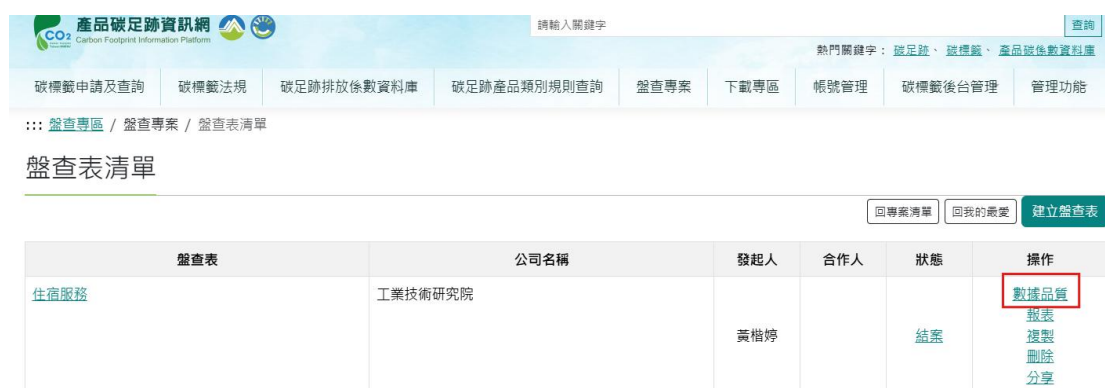 產品碳足跡資訊網
CO2 Carbon Footprint Information Platform
請輸入關鍵字 查詢
熱門關鍵字: 碳足跡、 碳標籤、 產品碳係數資料庫
碳標籤申請及查詢 碳標籤法規 碳足跡排放係數資料庫 碳足跡產品類別規則查詢 盤查專案 下載專區 帳號管理 碳標籤後台管理 管理功能
::: 盤查專區 / 盤查專案 / 盤查表清單
盤查表清單
回專案清單 回我的最愛 建立盤查表
盤查表 公司名稱 發起人 合作人 狀態 操作
住宿服務 工業技術研究院 黃楷婷 結案 數據品質
報表
複製
刪除
分享